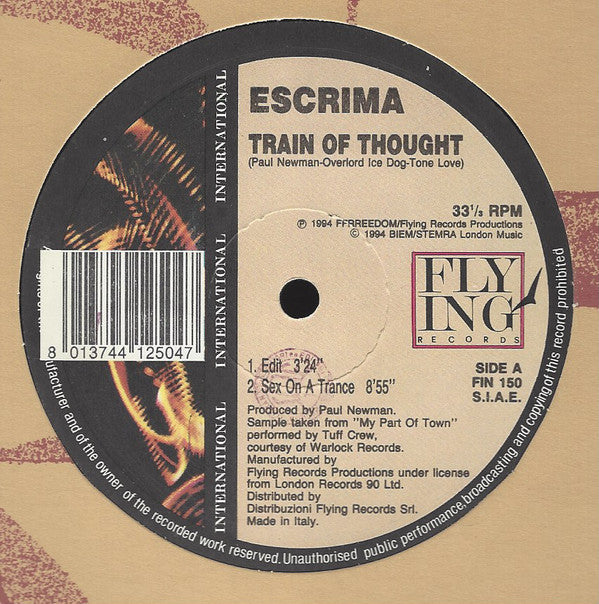 ESCRIMA
TRAIN OF THOUGHT
(Paul Newman-Overlord Ice Dog-Tone Love)
33¹/₃ RPM
℗ 1994 FFRREEDOM/Flying Records Productions
© 1994 BIEM/STEMRA London Music
INTERNATIONAL
INTERNATIONAL
INTERNATIONAL
INTERNATIONAL
FLY
ING
RECORDS
8 013744 125047
1. Edit 3'24"
2. Sex On A Trance 8'55"
SIDE A
FIN 150
S.I.A.E.
Produced by Paul Newman.
Sample taken from "My Part Of Town"
performed by Tuff Crew,
courtesy of Warlock Records.
Manufactured by
Flying Records Productions under license
from London Records 90 Ltd.
Distributed by
Distribuzioni Flying Records Srl.
Made in Italy.
ufacturer and of the owner of the recorded work reserved. Unauthorised public performance, broadcasting and copying of this record prohibited